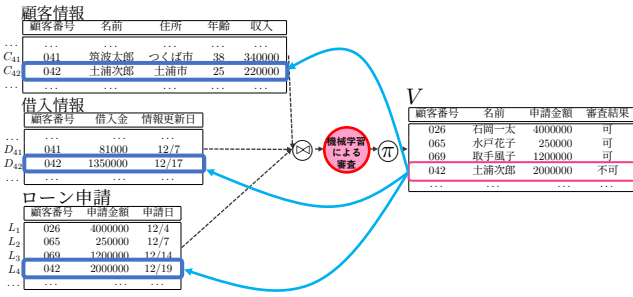 顧客情報
顧客番号 名前 住所 年齢 収入
... ... ... ... ... ...
C41 041 筑波太郎 つくば市 38 340000
C42 042 土浦次郎 土浦市 25 220000
... ... ... ... ... ...
借入情報
顧客番号 借入金 情報更新日
... ... ... ...
D41 041 81000 12/7
D42 042 1350000 12/17
... ... ... ...
ローン申請
顧客番号 申請金額 申請日
L1 026 4000000 12/4
L2 065 250000 12/7
L3 069 1200000 12/14
L4 042 2000000 12/19
... ... ... ...
⋈
機械学習
による
審査
π
V
顧客番号 名前 申請金額 審査結果
026 石岡一太 4000000 可
065 水戸花子 250000 可
069 取手風子 1200000 可
042 土浦次郎 2000000 不可
... ... ... ...